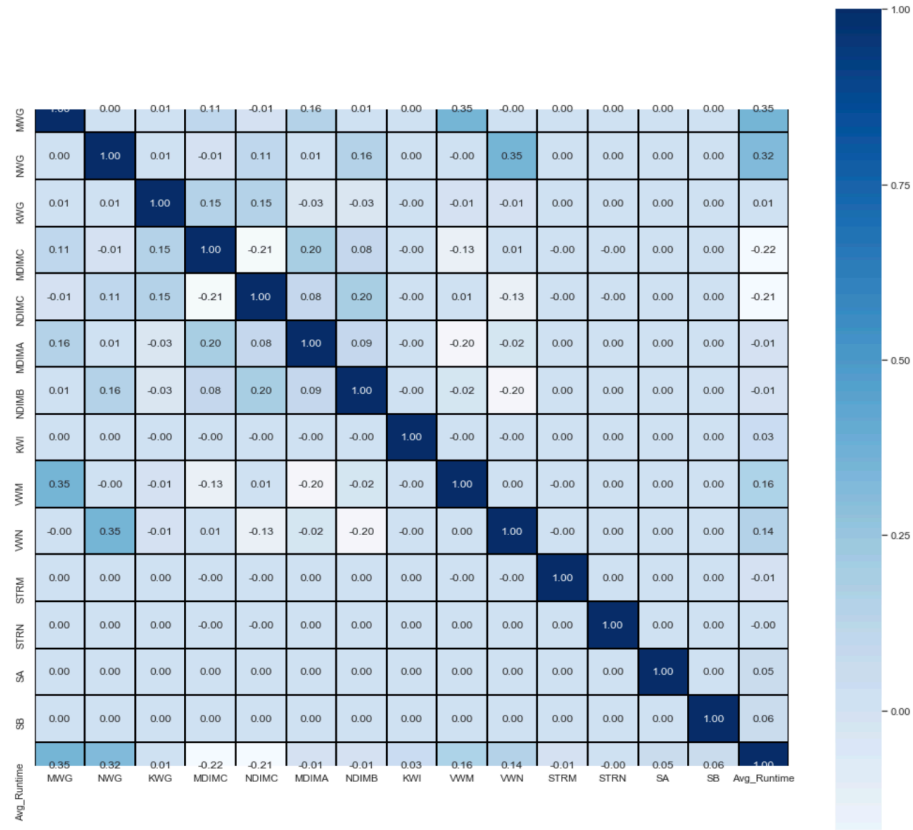 1.00
MWG 1.00 0.00 0.01 0.11 -0.01 0.16 0.01 0.00 0.35 -0.00 0.00 0.00 0.00 0.00 0.35
NWG 0.00 1.00 0.01 -0.01 0.11 0.01 0.16 0.00 -0.00 0.35 0.00 0.00 0.00 0.00 0.32
0.75
KWG 0.01 0.01 1.00 0.15 0.15 -0.03 -0.03 -0.00 -0.01 -0.01 0.00 0.00 0.00 0.00 0.01
MDIMC 0.11 -0.01 0.15 1.00 -0.21 0.20 0.08 -0.00 -0.13 0.01 -0.00 -0.00 0.00 0.00 -0.22
NDIMC -0.01 0.11 0.15 -0.21 1.00 0.08 0.20 -0.00 0.01 -0.13 -0.00 -0.00 0.00 0.00 -0.21
MDIMA 0.16 0.01 -0.03 0.20 0.08 1.00 0.09 -0.00 -0.20 -0.02 0.00 0.00 0.00 0.00 -0.01
0.50
NDIMB 0.01 0.16 -0.03 0.08 0.20 0.09 1.00 -0.00 -0.02 -0.20 0.00 0.00 0.00 0.00 -0.01
KWI 0.00 0.00 -0.00 -0.00 -0.00 -0.00 -0.00 1.00 -0.00 -0.00 0.00 0.00 0.00 0.00 0.03
VWM 0.35 -0.00 -0.01 -0.13 0.01 -0.20 -0.02 -0.00 1.00 0.00 -0.00 0.00 0.00 0.00 0.16
VWN -0.00 0.35 -0.01 0.01 -0.13 -0.02 -0.20 -0.00 0.00 1.00 -0.00 0.00 0.00 0.00 0.14
0.25
STRM 0.00 0.00 0.00 -0.00 -0.00 0.00 0.00 0.00 -0.00 -0.00 1.00 0.00 0.00 0.00 -0.01
STRN 0.00 0.00 0.00 -0.00 -0.00 0.00 0.00 0.00 0.00 0.00 0.00 1.00 0.00 0.00 -0.00
SA 0.00 0.00 0.00 0.00 0.00 0.00 0.00 0.00 0.00 0.00 0.00 0.00 1.00 0.00 0.05
SB 0.00 0.00 0.00 0.00 0.00 0.00 0.00 0.00 0.00 0.00 0.00 0.00 0.00 1.00 0.06
0.00
Avg_Runtime 0.35 0.32 0.01 -0.22 -0.21 -0.01 -0.01 0.03 0.16 0.14 -0.01 -0.00 0.05 0.06 1.00
MWG NWG KWG MDIMC NDIMC MDIMA NDIMB KWI VWM VWN STRM STRN SA SB Avg_Runtime